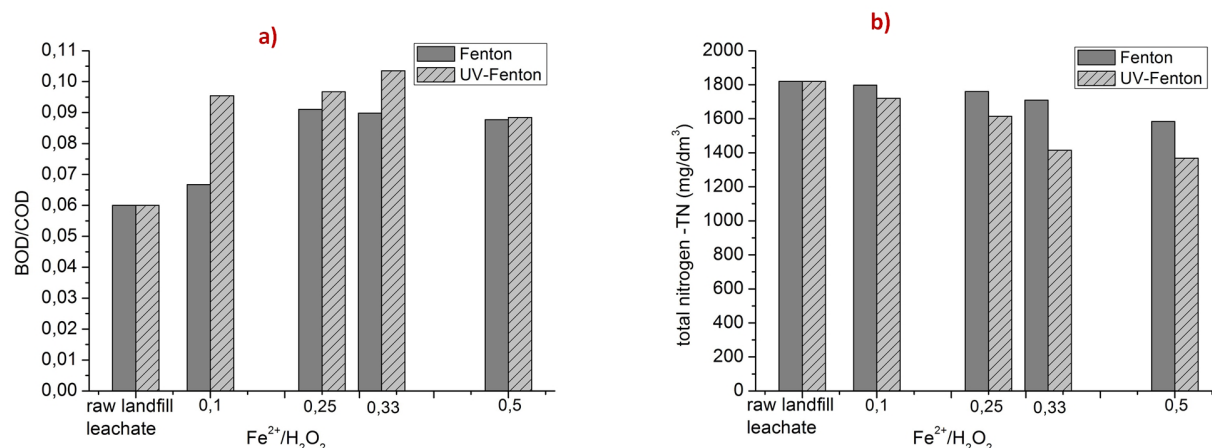 a)
BOD/COD
0,11
0,10
0,09
0,08
0,07
0,06
0,05
0,04
0,03
0,02
0,01
0,00
Fenton
UV-Fenton
raw landfill
leachate
0,1
0,25
0,33
0,5
Fe²⁺/H₂O₂
b)
total nitrogen -TN (mg/dm³)
2000
1800
1600
1400
1200
1000
800
600
400
200
0
Fenton
UV-Fenton
raw landfill
leachate
0,1
0,25
0,33
0,5
Fe²⁺/H₂O₂